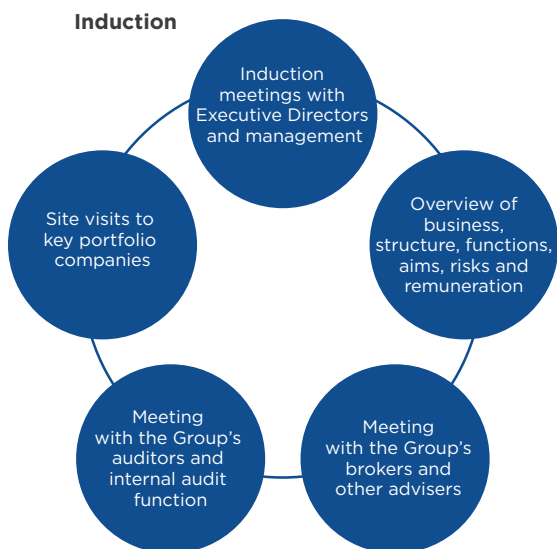 Induction
Induction
meetings with
Executive Directors
and management
Overview of
business,
structure, functions,
aims, risks and
remuneration
Meeting
with the Group's
brokers and
other advisers
Meeting
with the Group's
auditors and
internal audit
function
Site visits to
key portfolio
companies